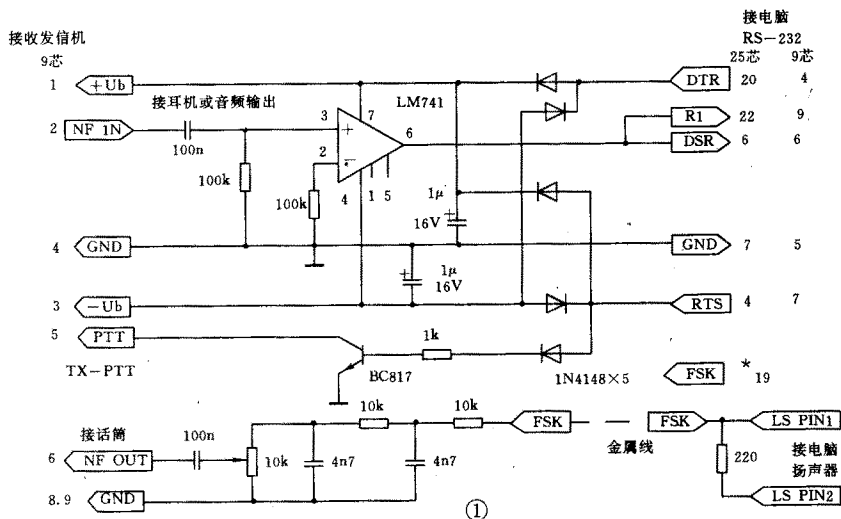 接电脑
接收发信机
RS-232
9芯
25芯 9芯
1 +Ub
DTR 20 4
接耳机或音频输出
7
LM741
R1 22 9
2 NF 1N
3
6
DSR 6 6
100n
2
100k
4
1
5
1μ
16V
100k
4 GND
GND 7 5
1μ
16V
3 -Ub
RTS 4 7
5 PTT
1k
TX-PTT
BC817
1N4148×5
FSK * 19
10k
10k
FSK
FSK
LS PIN1
接话筒
100n
金属线
6 NF OUT
10k
4n7
4n7
220
接电脑
扬声器
8.9 GND
LS PIN2
①